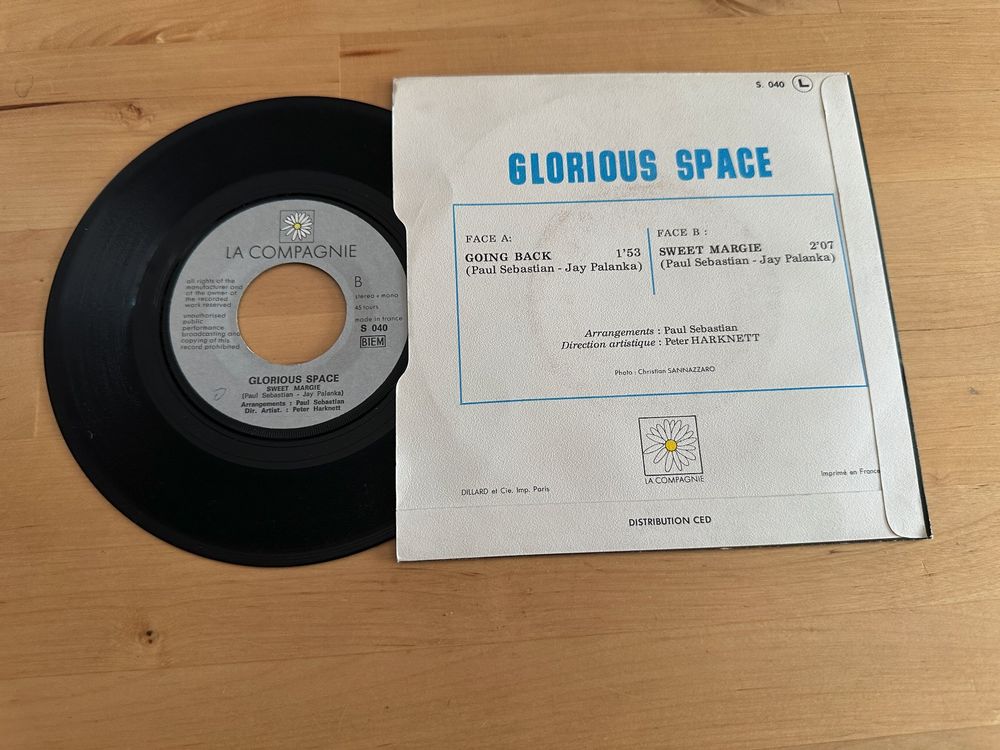 LA COMPAGNIE
all rights of the
manufacturer and
of the owner of
the recorded
work reserved
unauthorised
public
performance
broadcasting and
copying of this
record prohibited
B
stereo + mono
45 tours
made in france
S 040
BIEM
GLORIOUS SPACE
SWEET MARGIE
(Paul Sebastian - Jay Palanka)
Arrangements : Paul Sebastian
Dir. Artist. : Peter Harknett
S. 040 L
GLORIOUS SPACE
FACE A:
GOING BACK 1'53
(Paul Sebastian - Jay Palanka)
FACE B :
SWEET MARGIE 2'07
(Paul Sebastian - Jay Palanka)
Arrangements : Paul Sebastian
Direction artistique : Peter HARKNETT
Photo : Christian SANNAZZARO
LA COMPAGNIE
DILLARD et Cie. Imp. Paris
Imprimé en France
DISTRIBUTION CED